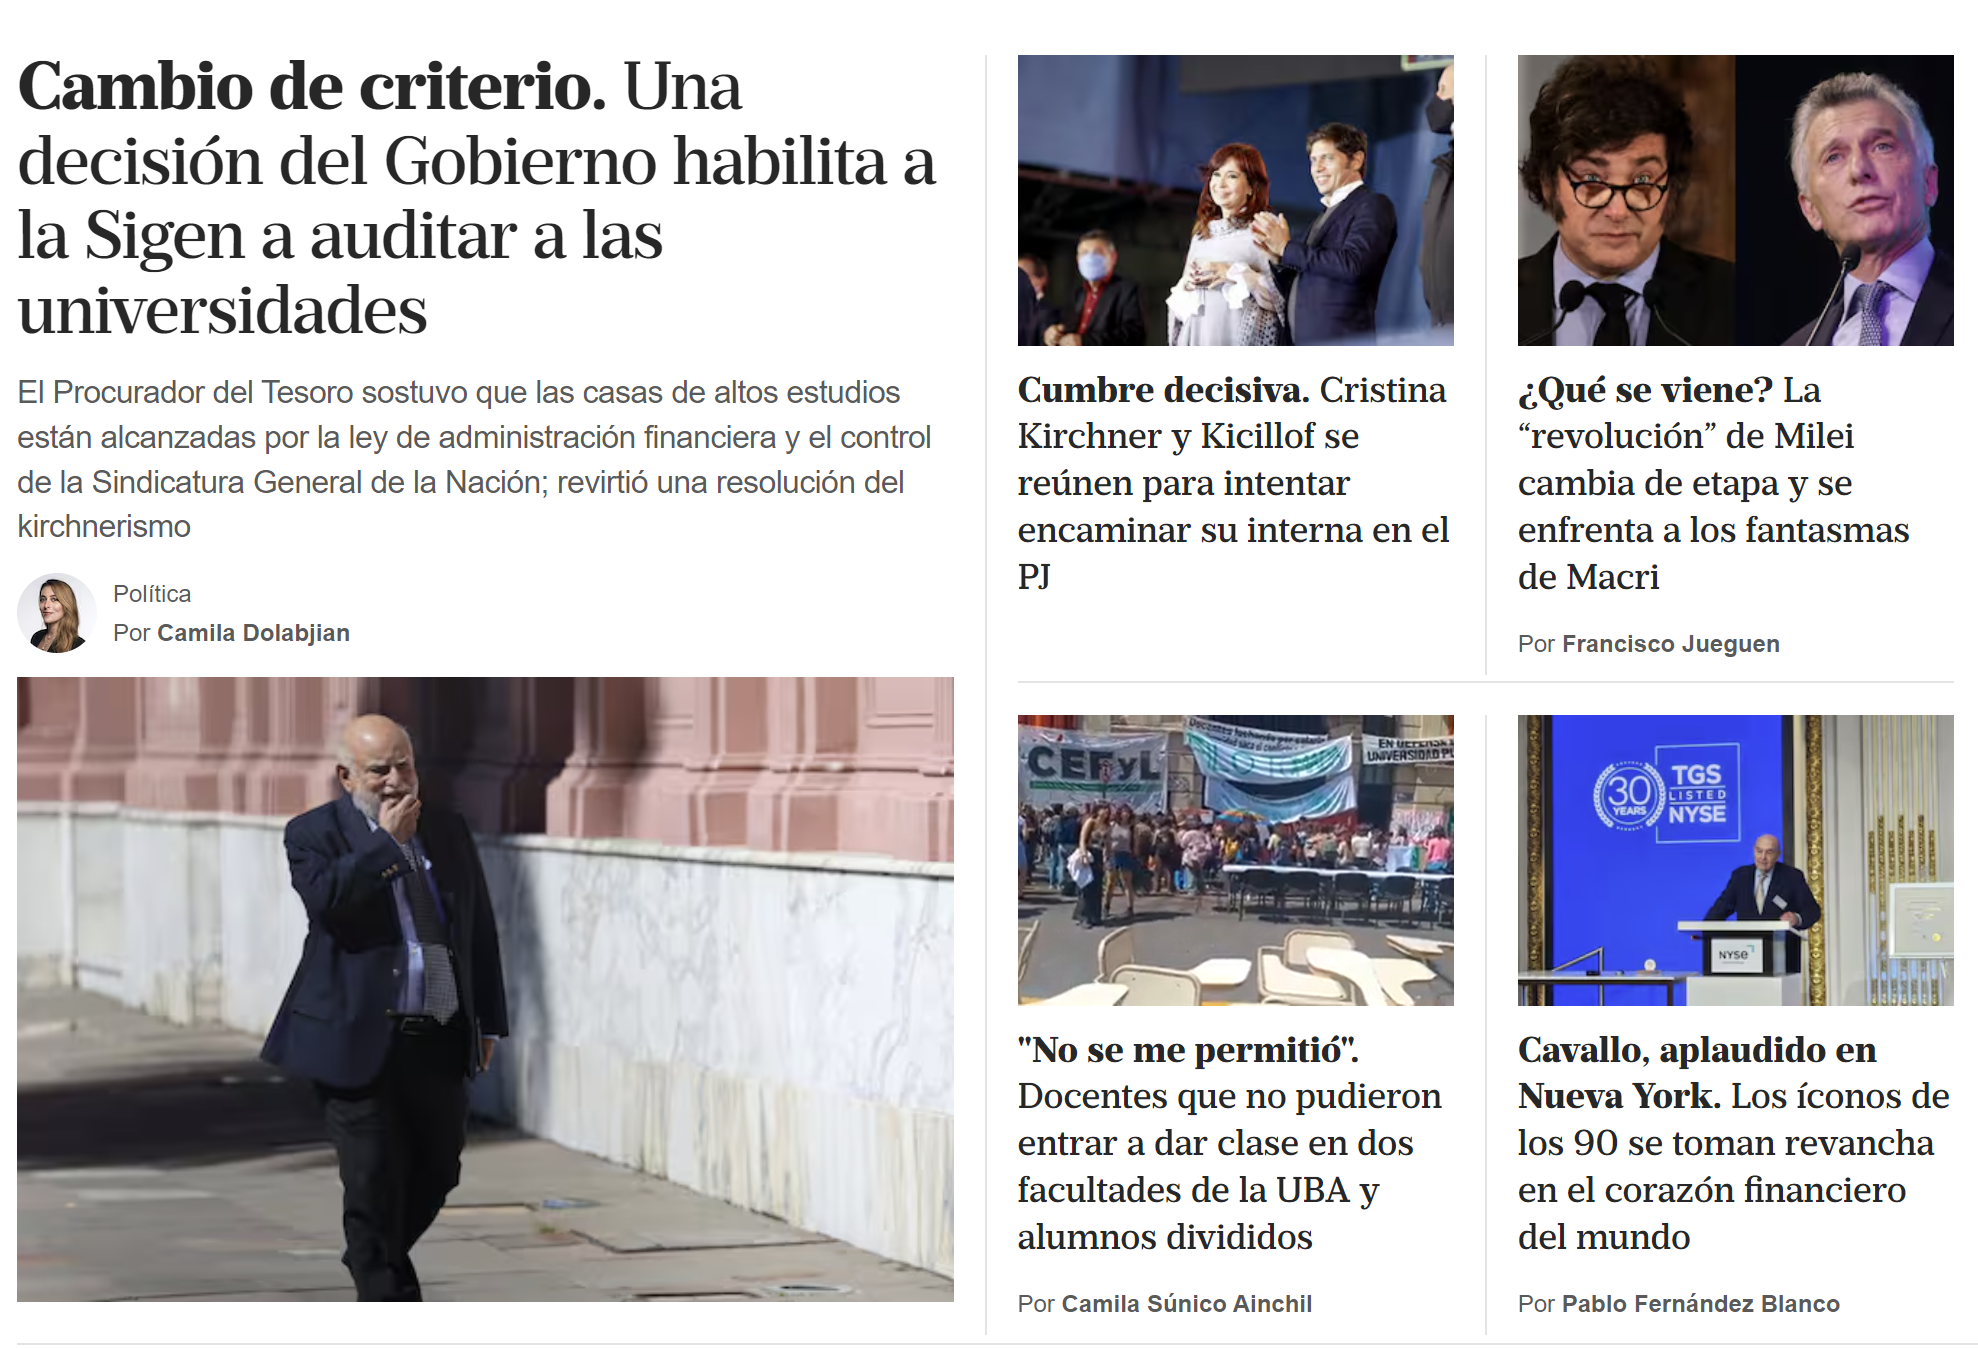 Cambio de criterio. Una
decisión del Gobierno habilita a
la Sigen a auditar a las
universidades
El Procurador del Tesoro sostuvo que las casas de altos estudios
están alcanzadas por la ley de administración financiera y el control
de la Sindicatura General de la Nación; revirtió una resolución del
kirchnerismo
Política
Por Camila Dolabjian
Cumbre decisiva. Cristina
Kirchner y Kicillof se
reúnen para intentar
encaminar su interna en el
PJ
¿Qué se viene? La
“revolución” de Milei
cambia de etapa y se
enfrenta a los fantasmas
de Macri
Por Francisco Jueguen
CEFyL
Docentes luchando por salario
EN DEFENSA
UNIVERSIDAD
"No se me permitió".
Docentes que no pudieron
entrar a dar clase en dos
facultades de la UBA y
alumnos divididos
Por Camila Súnico Ainchil
30
YEARS
TGS
LISTED
NYSE
NYSE
Cavallo, aplaudido en
Nueva York. Los íconos de
los 90 se toman revancha
en el corazón financiero
del mundo
Por Pablo Fernández Blanco